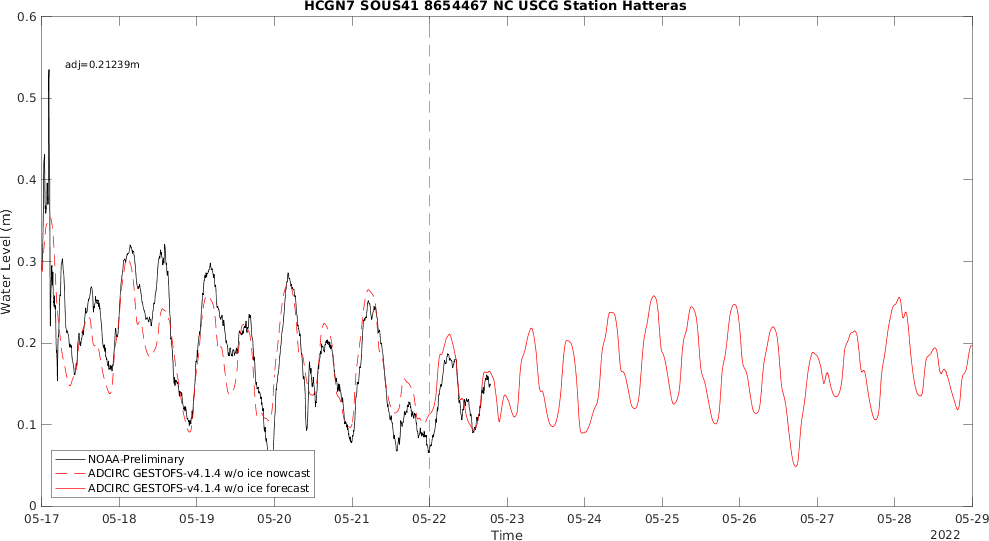 HCGN7 SOUS41 8654467 NC USCG Station Hatteras
adj=0.21239m
0.6
0.5
0.4
0.3
0.2
0.1
0
Water Level (m)
NOAA-Preliminary
ADCIRC GESTOFS-v4.1.4 w/o ice nowcast
ADCIRC GESTOFS-v4.1.4 w/o ice forecast
05-17 05-18 05-19 05-20 05-21 05-22 05-23 05-24 05-25 05-26 05-27 05-28 05-29
Time
2022